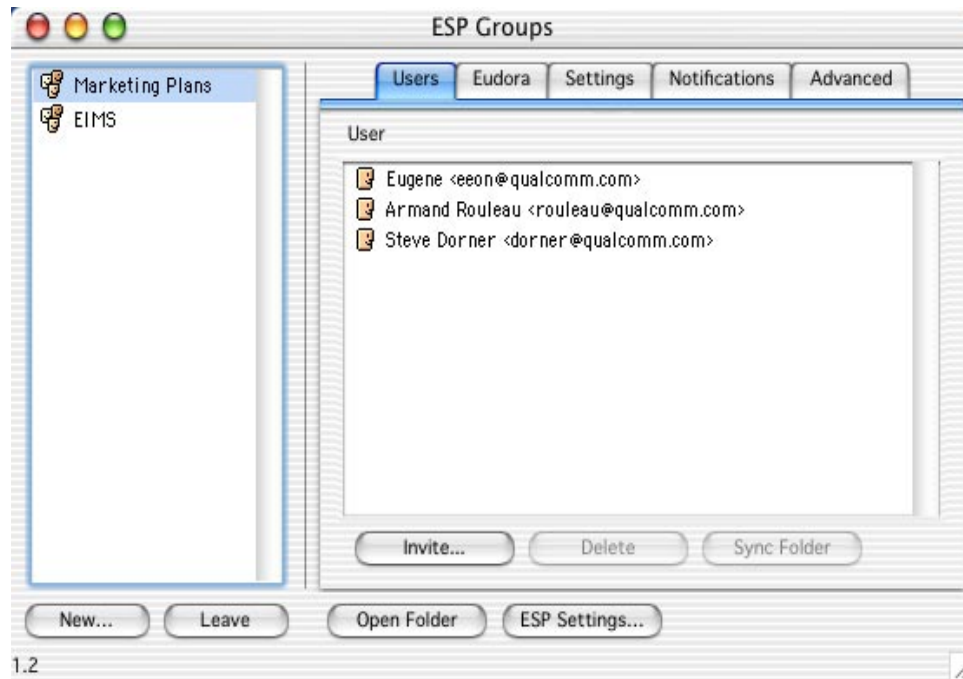 ESP Groups
Marketing Plans
EIMS
Users Eudora Settings Notifications Advanced
User
Eugene <eeon@qualcomm.com>
Armand Rouleau <rouleau@qualcomm.com>
Steve Dorner <dorner@qualcomm.com>
Invite... Delete Sync Folder
New... Leave Open Folder ESP Settings...
1.2